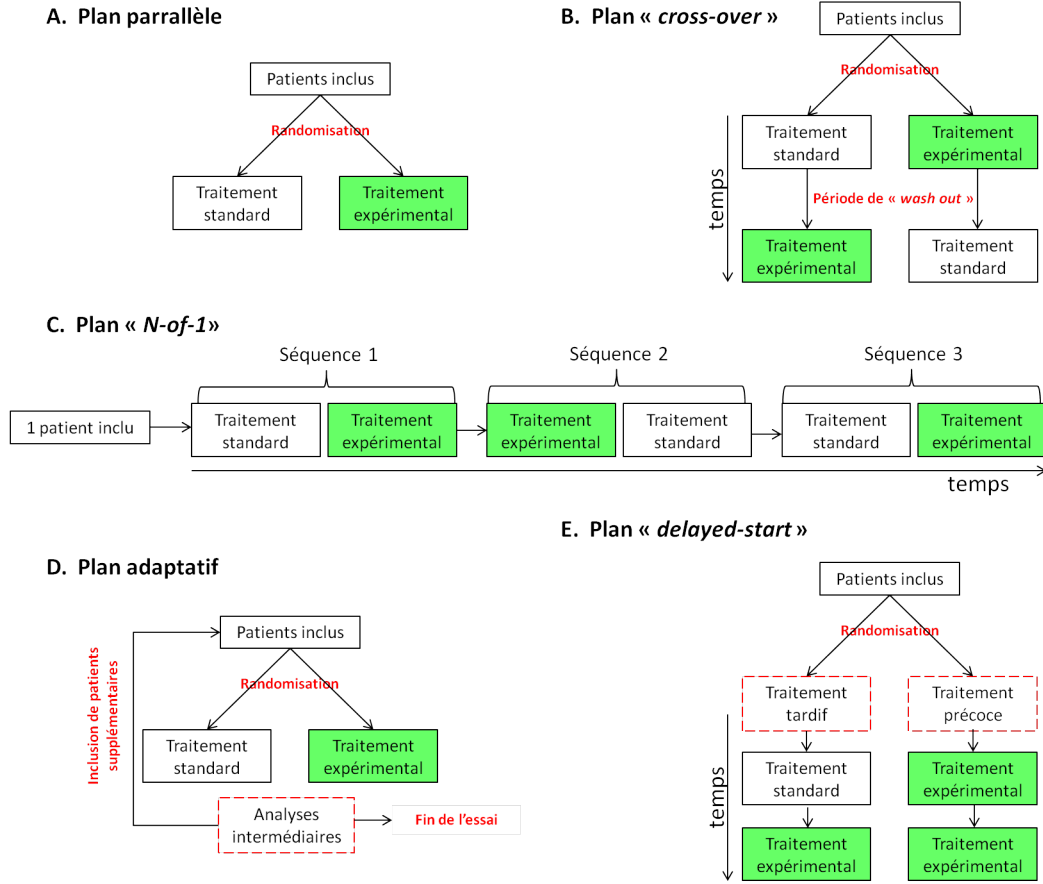 A. Plan parrallèle
Patients inclus
Randomisation
Traitement
standard
Traitement
expérimental
B. Plan « cross-over »
Patients inclus
Randomisation
Traitement
standard
Traitement
expérimental
temps
Période de « wash out »
Traitement
expérimental
Traitement
standard
C. Plan « N-of-1»
Séquence 1
Séquence 2
Séquence 3
1 patient inclu
Traitement
standard
Traitement
expérimental
Traitement
expérimental
Traitement
standard
Traitement
standard
Traitement
expérimental
temps
D. Plan adaptatif
Patients inclus
Randomisation
Inclusion de patients
supplémentaires
Traitement
standard
Traitement
expérimental
Analyses
intermédiaires
Fin de l'essai
E. Plan « delayed-start »
Patients inclus
Randomisation
Traitement
tardif
Traitement
précoce
temps
Traitement
standard
Traitement
expérimental
Traitement
expérimental
Traitement
expérimental